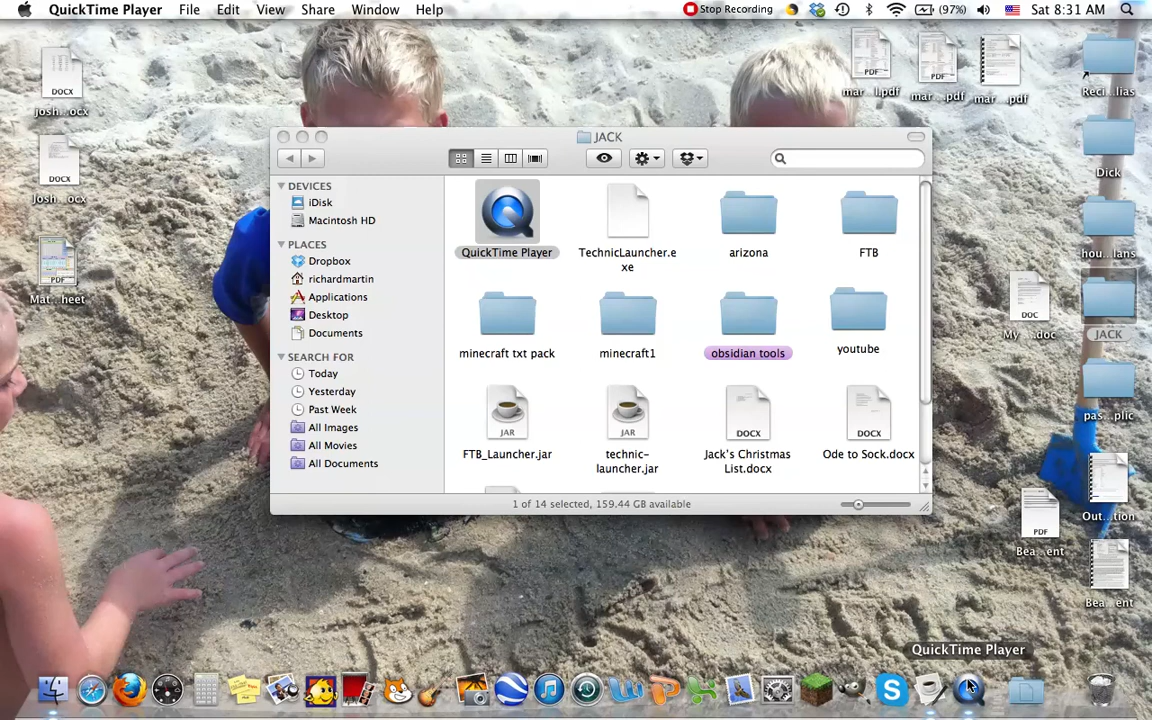 QuickTime Player File Edit View Share Window Help
Stop Recording (97%) Sat 8:31 AM
josh....ocx
Josh...ocx
Mat...heet
mar...l.pdf
mar....pdf
mar...pdf
Reci...lias
Dick
hou...lans
My ....doc
JACK
pas...plic
Out...tion
Bea...ent
Bea...ent
JACK
DEVICES
iDisk
Macintosh HD
PLACES
Dropbox
richardmartin
Applications
Desktop
Documents
SEARCH FOR
Today
Yesterday
Past Week
All Images
All Movies
All Documents
QuickTime Player
TechnicLauncher.e
xe
arizona
FTB
minecraft txt pack
minecraft1
obsidian tools
youtube
JAR
FTB_Launcher.jar
JAR
technic-
launcher.jar
DOCX
Jack's Christmas
List.docx
DOCX
Ode to Sock.docx
1 of 14 selected, 159.44 GB available
QuickTime Player
DOCX
DOCX
PDF
PDF
PDF
DOC
PDF